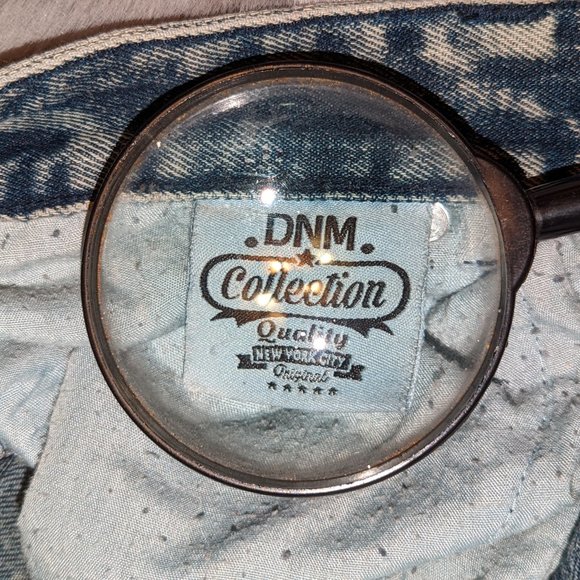 DNM
Collection
Quality
NEW YORK CITY
Original